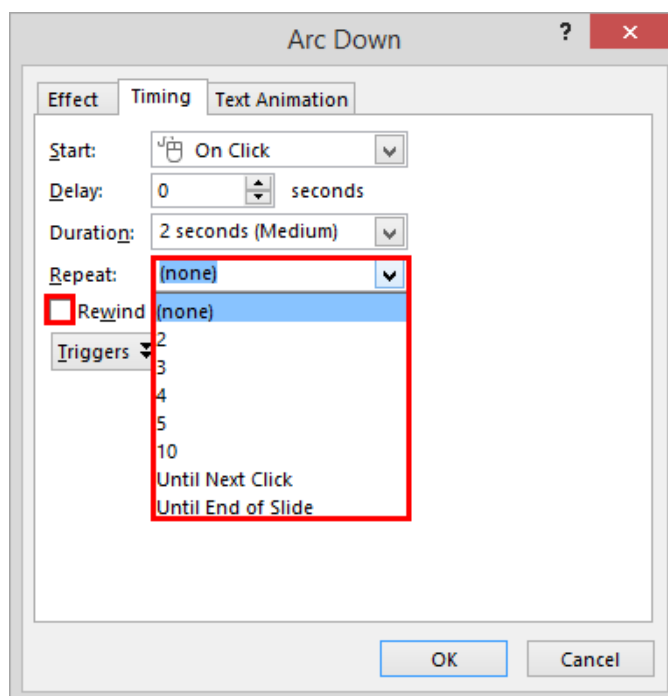 Arc Down ? ×
Effect Timing Text Animation
Start: On Click
Delay: 0 seconds
Duration: 2 seconds (Medium)
Repeat: (none)
Rewind (none)
Triggers 2
3
4
5
10
Until Next Click
Until End of Slide
OK Cancel